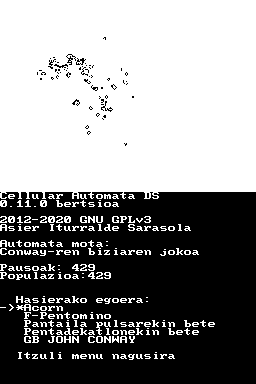 Cellular Automata DS
0.11.0 bertsioa
2012-2020 GNU GPLv3
Asier Iturralde Sarasola
Automata mota:
Conway-ren biziaren jokoa
Pausoak: 429
Populazioa:429
Hasierako egoera:
->*Acorn
F-Pentomino
Pantaila pulsarekin bete
Pentadekatlonekin bete
GB JOHN CONWAY
Itzuli menu nagusira